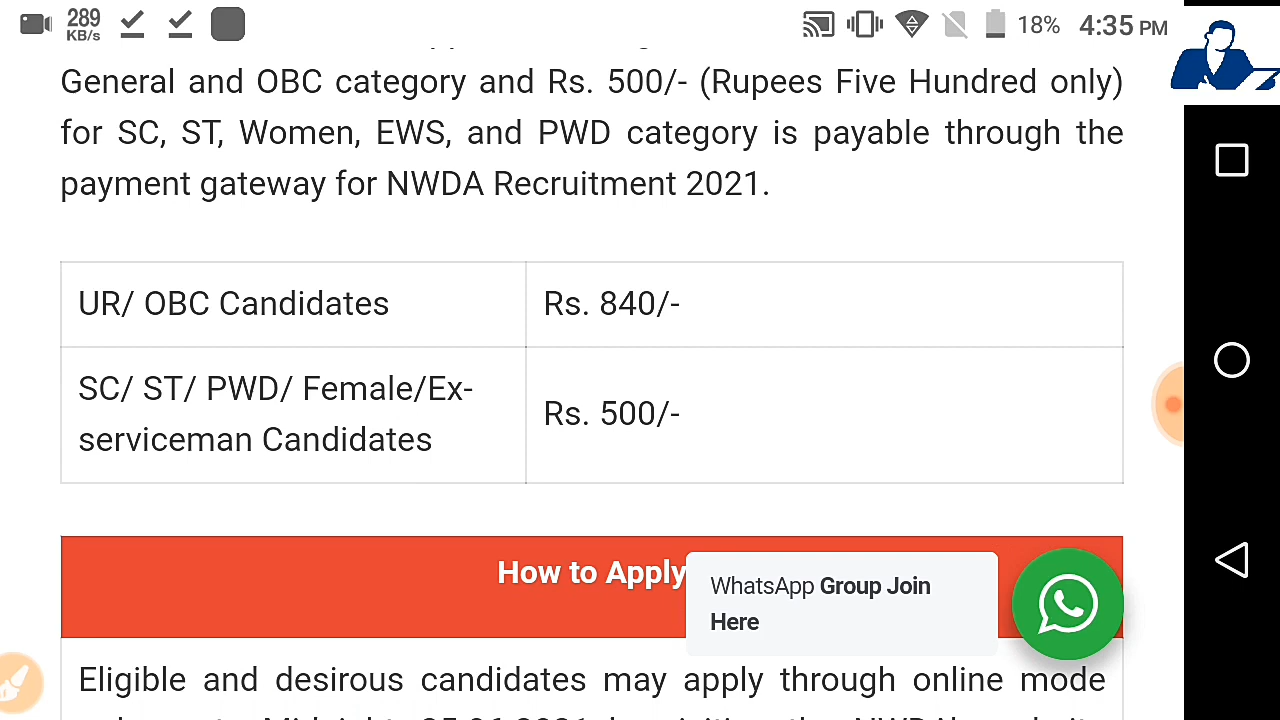 289
KB/s
18% 4:35 PM
General and OBC category and Rs. 500/- (Rupees Five Hundred only)
for SC, ST, Women, EWS, and PWD category is payable through the
payment gateway for NWDA Recruitment 2021.
UR/ OBC Candidates Rs. 840/-
SC/ ST/ PWD/ Female/Ex-
serviceman Candidates Rs. 500/-
How to Apply
WhatsApp Group Join
Here
Eligible and desirous candidates may apply through online mode